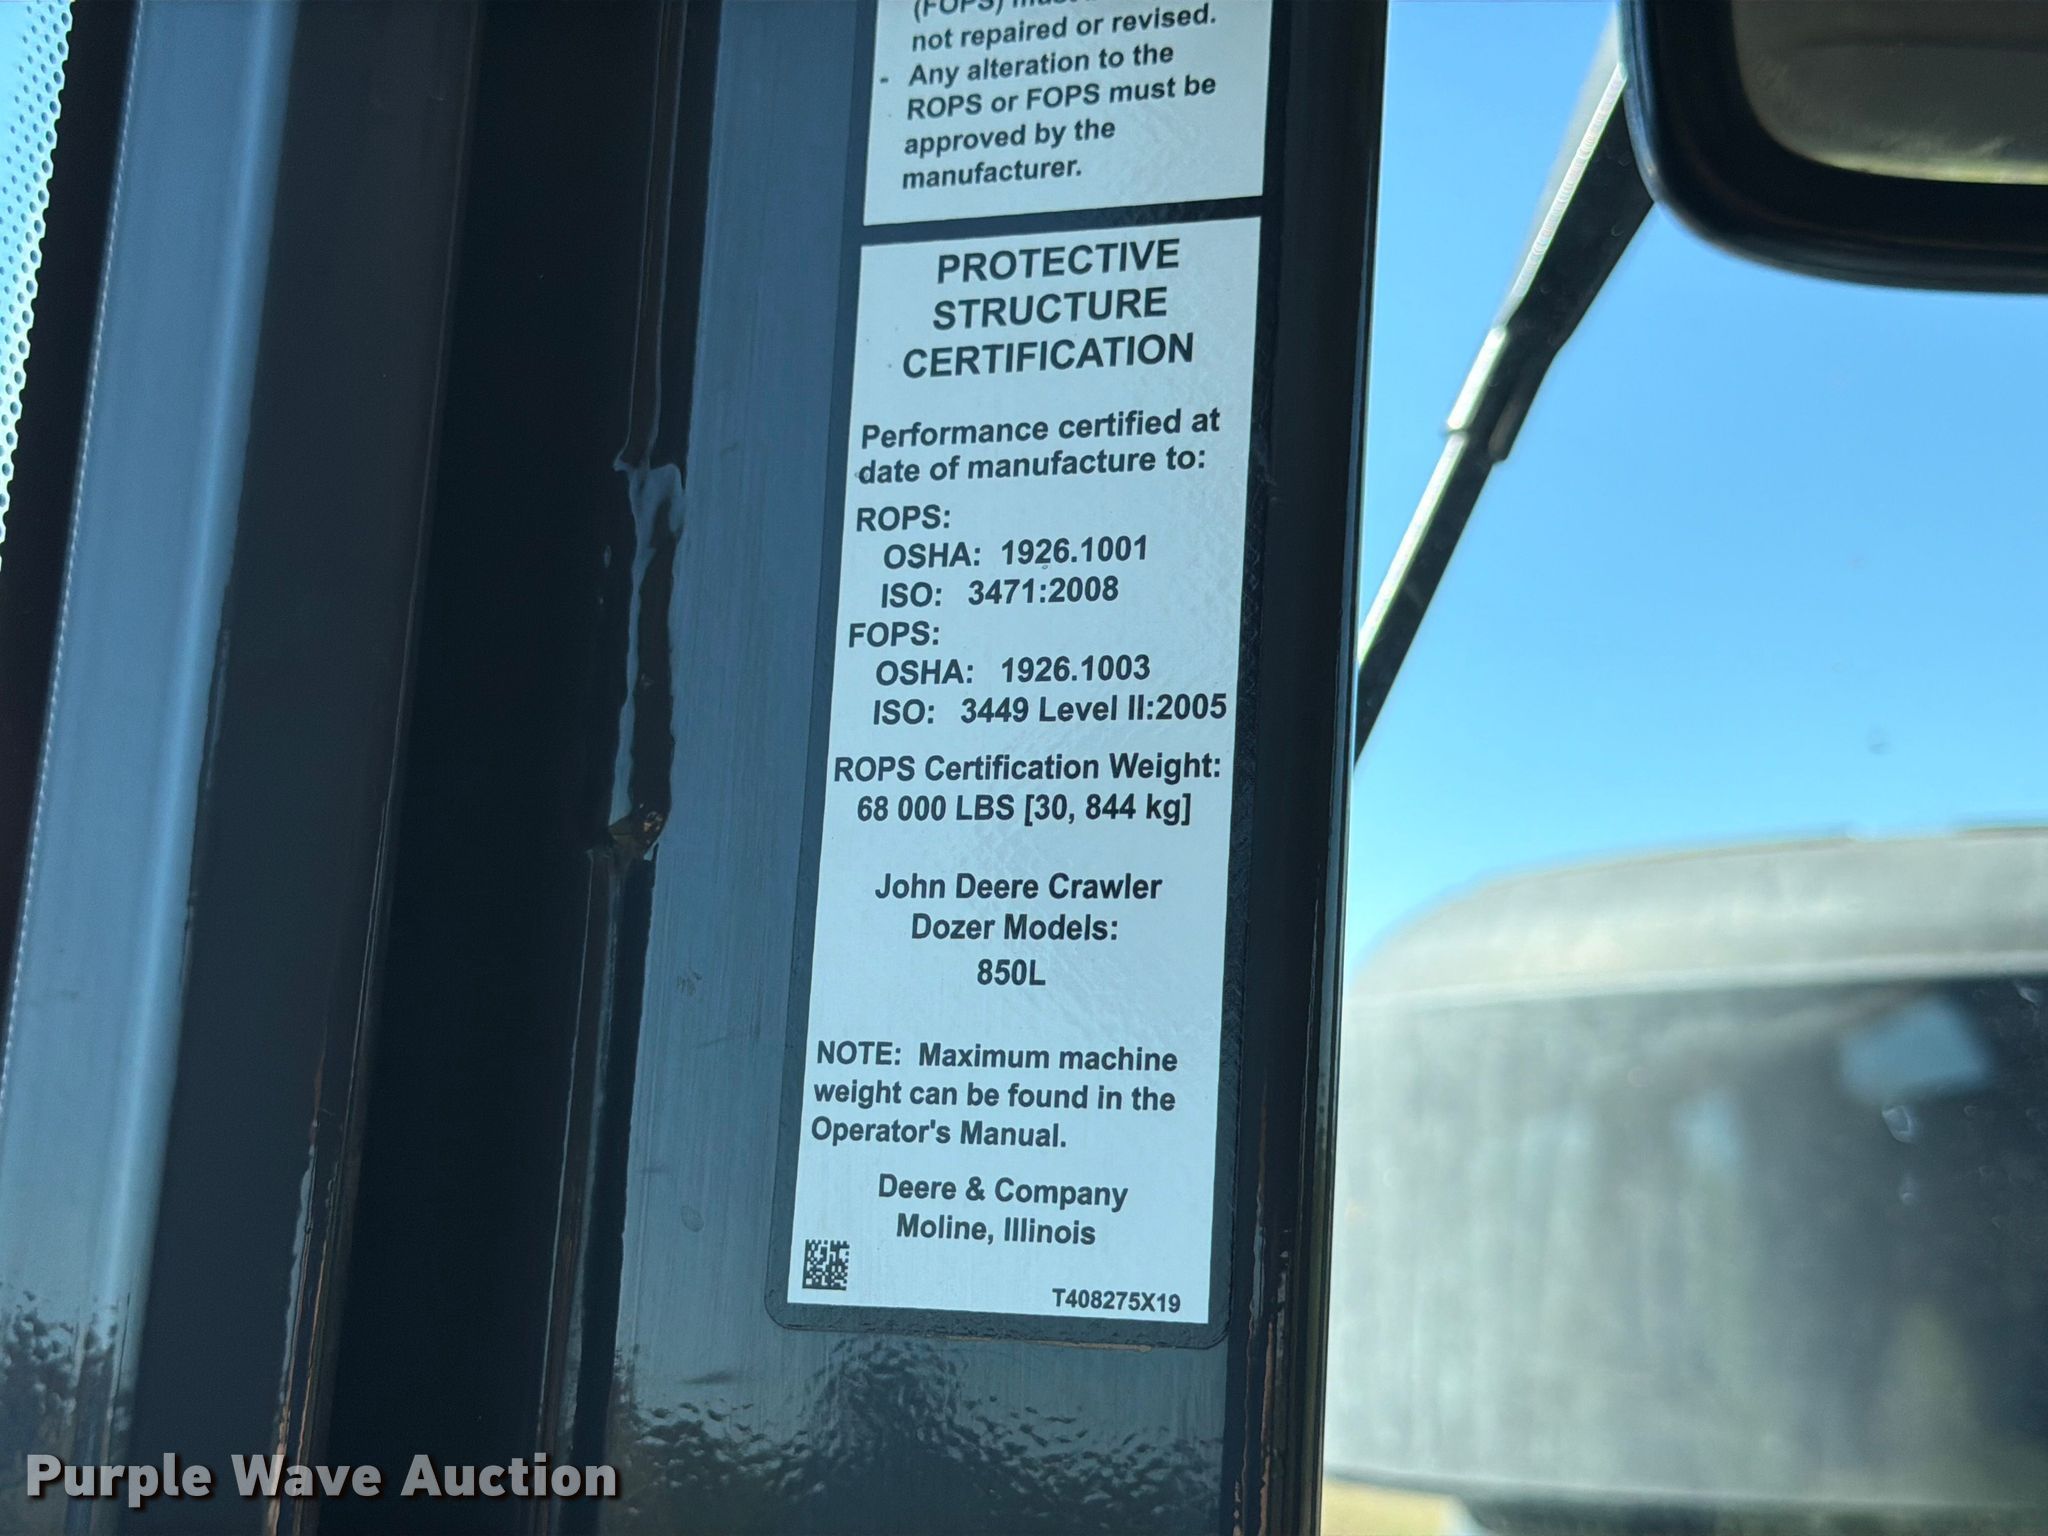 (FOPS) must
not repaired or revised.
- Any alteration to the
ROPS or FOPS must be
approved by the
manufacturer.
PROTECTIVE
STRUCTURE
CERTIFICATION
Performance certified at
date of manufacture to:
ROPS:
OSHA: 1926.1001
ISO: 3471:2008
FOPS:
OSHA: 1926.1003
ISO: 3449 Level II:2005
ROPS Certification Weight:
68 000 LBS [30, 844 kg]
John Deere Crawler
Dozer Models:
850L
NOTE: Maximum machine
weight can be found in the
Operator's Manual.
Deere & Company
Moline, Illinois
T408275X19
Purple Wave Auction